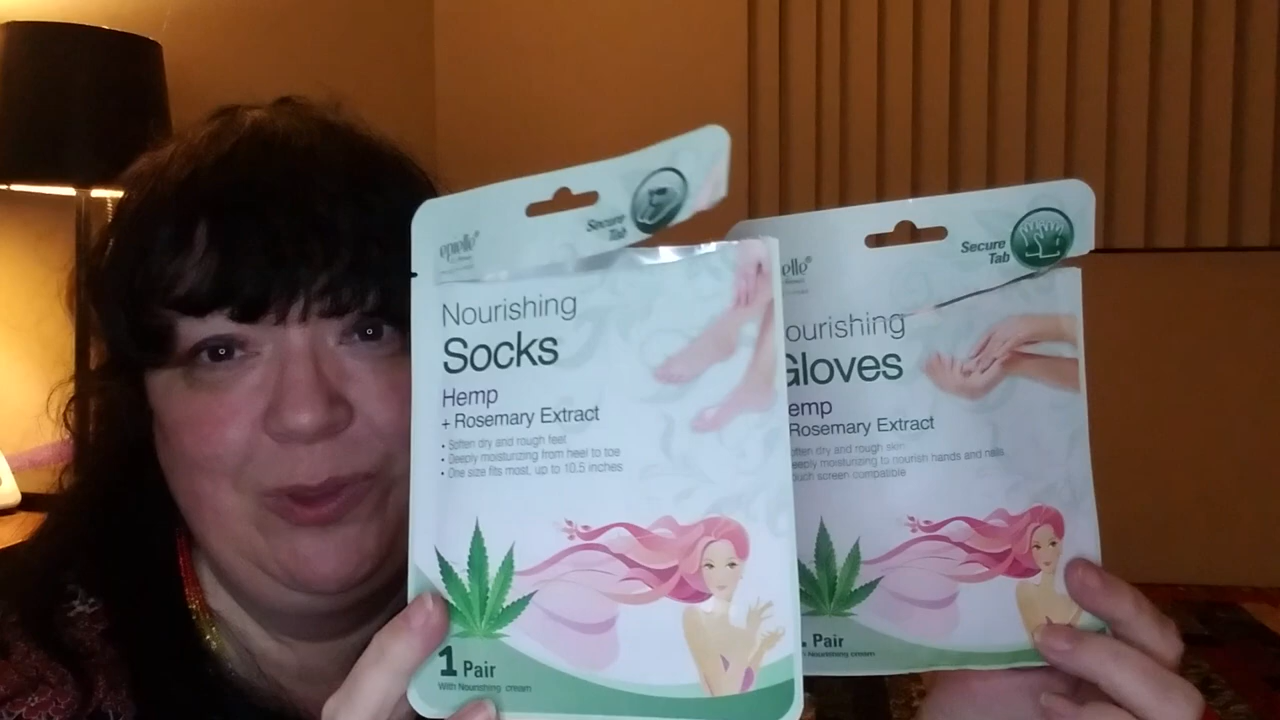 epielle®
Secure
Tab
Nourishing
Socks
Hemp
+ Rosemary Extract
• Soften dry and rough feet
• Deeply moisturizing from heel to toe
• One size fits most, up to 10.5 inches
1 Pair
With Nourishing cream
elle®
Secure
Tab
ourishing
Gloves
emp
Rosemary Extract
ften dry and rough skin
eeply moisturizing to nourish hands and nails
ouch screen compatible
Pair
Nourishing cream